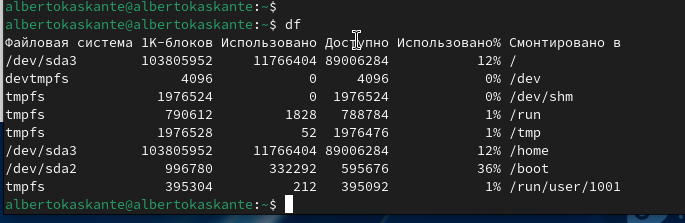 albertokaskante@albertokaskante:~$
albertokaskante@albertokaskante:~$ df
Файловая система 1K-блоков Использовано Доступно Использовано% Смонтировано в
/dev/sda3 103805952 11766404 89006284 12% /
devtmpfs 4096 0 4096 0% /dev
tmpfs 1976524 0 1976524 0% /dev/shm
tmpfs 790612 1828 788784 1% /run
tmpfs 1976528 52 1976476 1% /tmp
/dev/sda3 103805952 11766404 89006284 12% /home
/dev/sda2 996780 332292 595676 36% /boot
tmpfs 395304 212 395092 1% /run/user/1001
albertokaskante@albertokaskante:~$